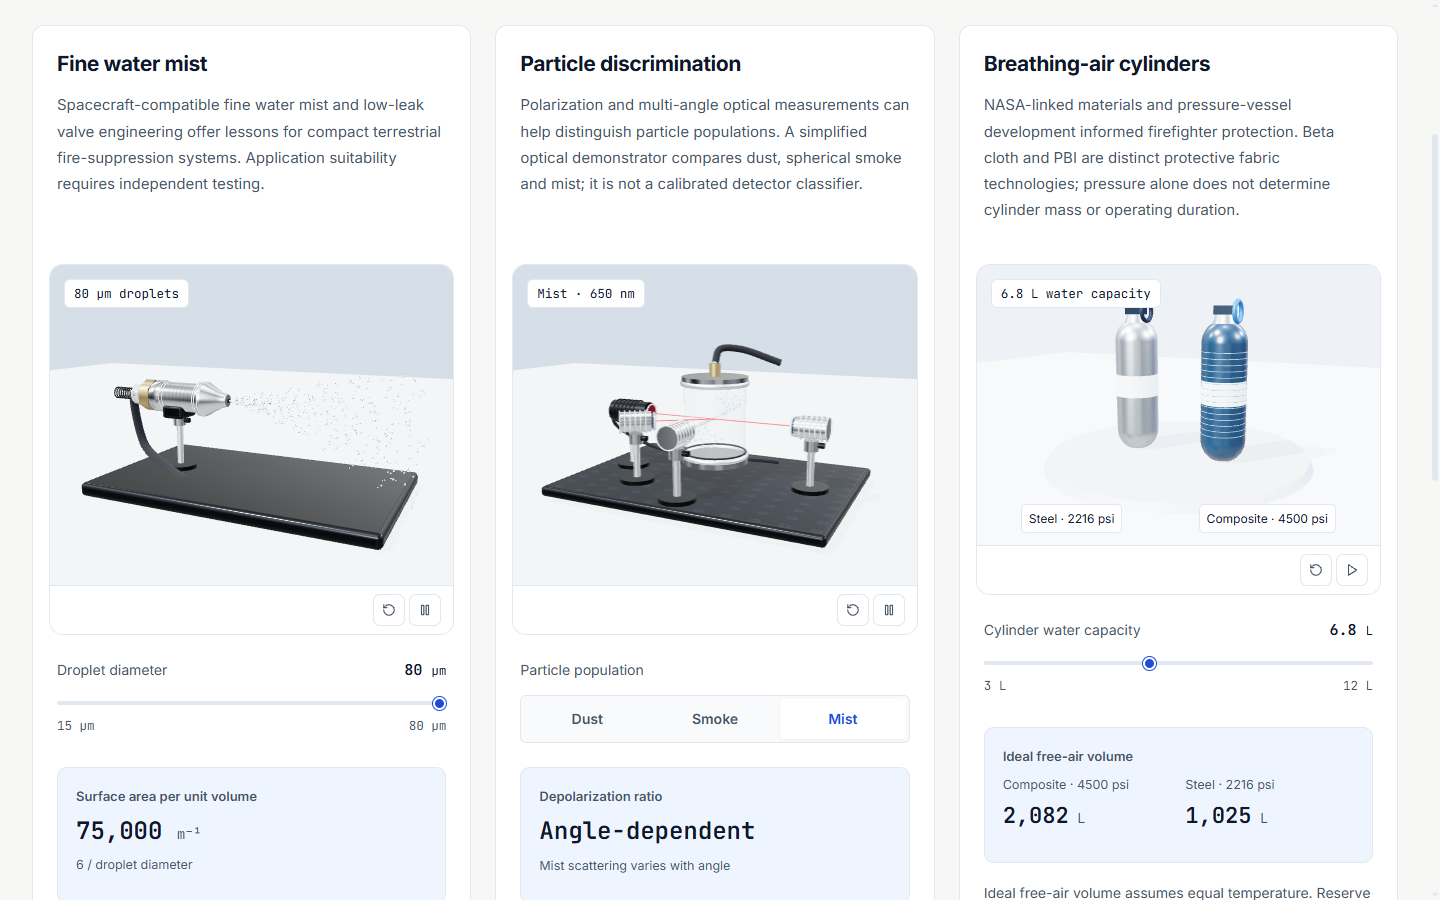 Fine water mist
Spacecraft-compatible fine water mist and low-leak
valve engineering offer lessons for compact terrestrial
fire-suppression systems. Application suitability
requires independent testing.
80 µm droplets
Droplet diameter
80 µm
15 µm
80 µm
Surface area per unit volume
75,000 m⁻¹
6 / droplet diameter
Particle discrimination
Polarization and multi-angle optical measurements can
help distinguish particle populations. A simplified
optical demonstrator compares dust, spherical smoke
and mist; it is not a calibrated detector classifier.
Mist · 650 nm
Particle population
Dust
Smoke
Mist
Depolarization ratio
Angle-dependent
Mist scattering varies with angle
Breathing-air cylinders
NASA-linked materials and pressure-vessel
development informed firefighter protection. Beta
cloth and PBI are distinct protective fabric
technologies; pressure alone does not determine
cylinder mass or operating duration.
6.8 L water capacity
Steel · 2216 psi
Composite · 4500 psi
Cylinder water capacity
6.8 L
3 L
12 L
Ideal free-air volume
Composite · 4500 psi
Steel · 2216 psi
2,082 L
1,025 L
Ideal free-air volume assumes equal temperature. Reserve